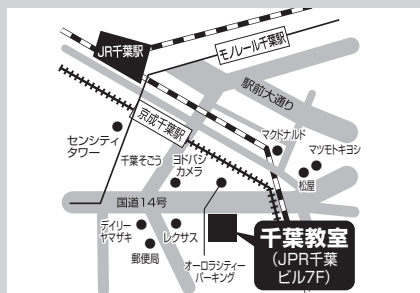 JR千葉駅
モノレール千葉駅
駅前大通り
京成千葉駅
センシティ
タワー
千葉そごう
ヨドバシ
カメラ
マクドナルド
マツモトキヨシ
松屋
国道14号
デイリー
ヤマザキ
郵便局
レクサス
オーロラシティー
パーキング
千葉教室
(JPR千葉
ビル7F)